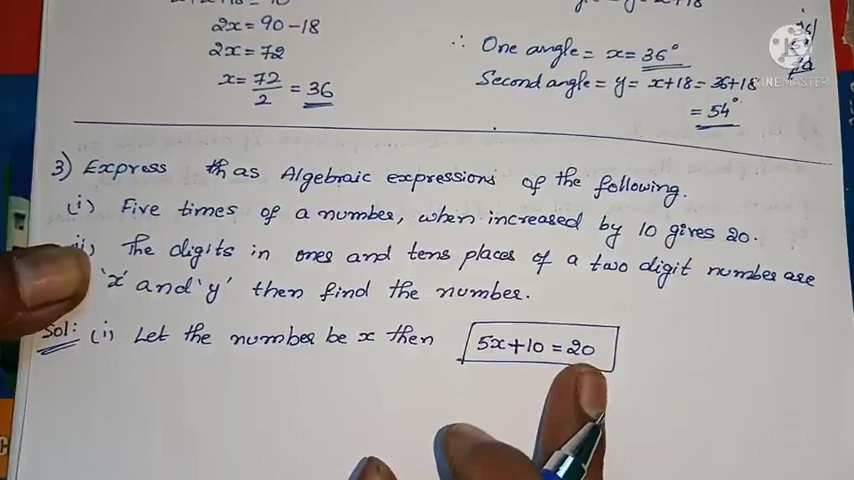 2x = 90 - 18
2x = 72
x = 72/2 = 36
∴ One angle = x = 36°
Second angle = y = x+18 = 36+18
= 54°
KINEMASTER
3) Express th as Algebraic expressions of the following.
(i) Five times of a number, when increased by 10 gives 20.
The digits in ones and tens places of a two digit number are
'x' and 'y' then find the number.
Sol: (i) Let the number be x then 5x+10 = 20